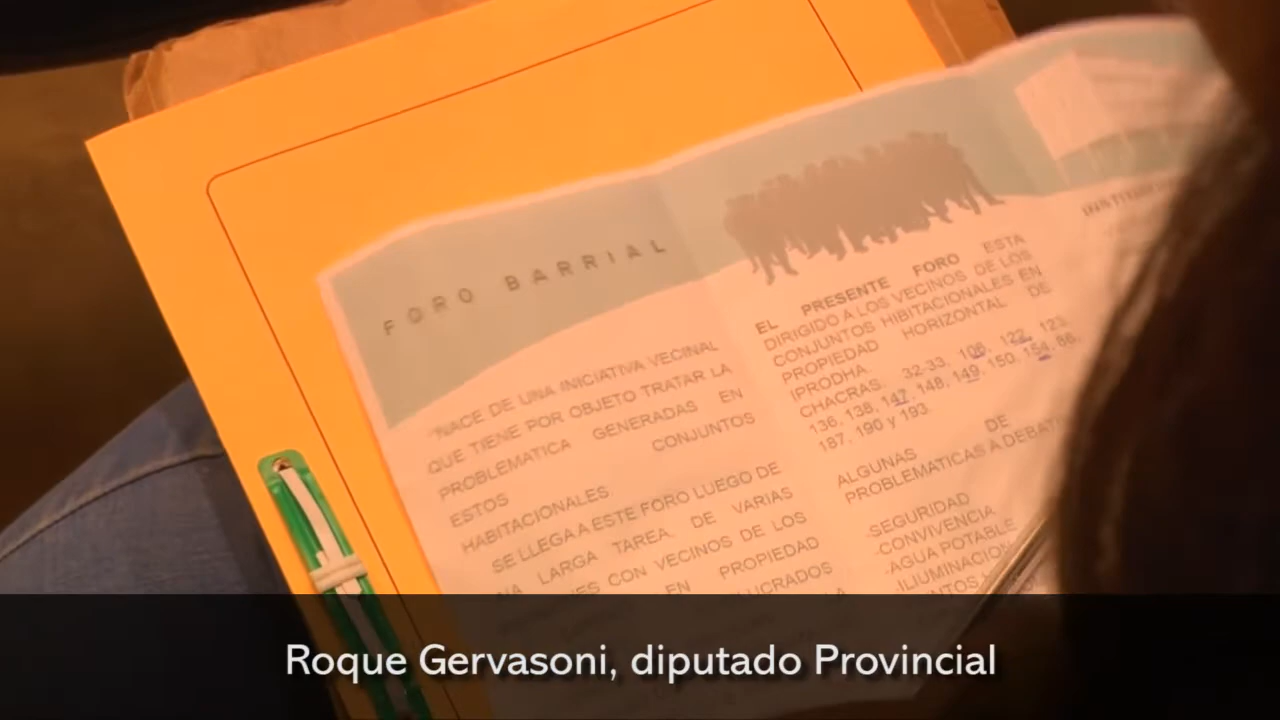 FORO BARRIAL
"NACE DE UNA INICIATIVA VECINAL
QUE TIENE POR OBJETO TRATAR LA
PROBLEMATICA GENERADAS EN
ESTOS CONJUNTOS
HABITACIONALES.
SE LLEGA A ESTE FORO LUEGO DE
LARGA TAREA, DE VARIAS
CON VECINOS DE LOS
EN PROPIEDAD
EL PRESENTE FORO ESTA
DIRIGIDO A LOS VECINOS DE LOS
CONJUNTOS HIBITACIONALES EN
PROPIEDAD HORIZONTAL DE
IPRODHA.
CHACRAS. 32-33, 106, 122, 123,
136, 138, 147, 148, 149, 150, 154,
187, 190 y 193.
ALGUNAS DE
PROBLEMATICAS A
-SEGURIDAD
-CONVIVENCIA
-AGUA POTABLE
Roque Gervasoni, diputado Provincial